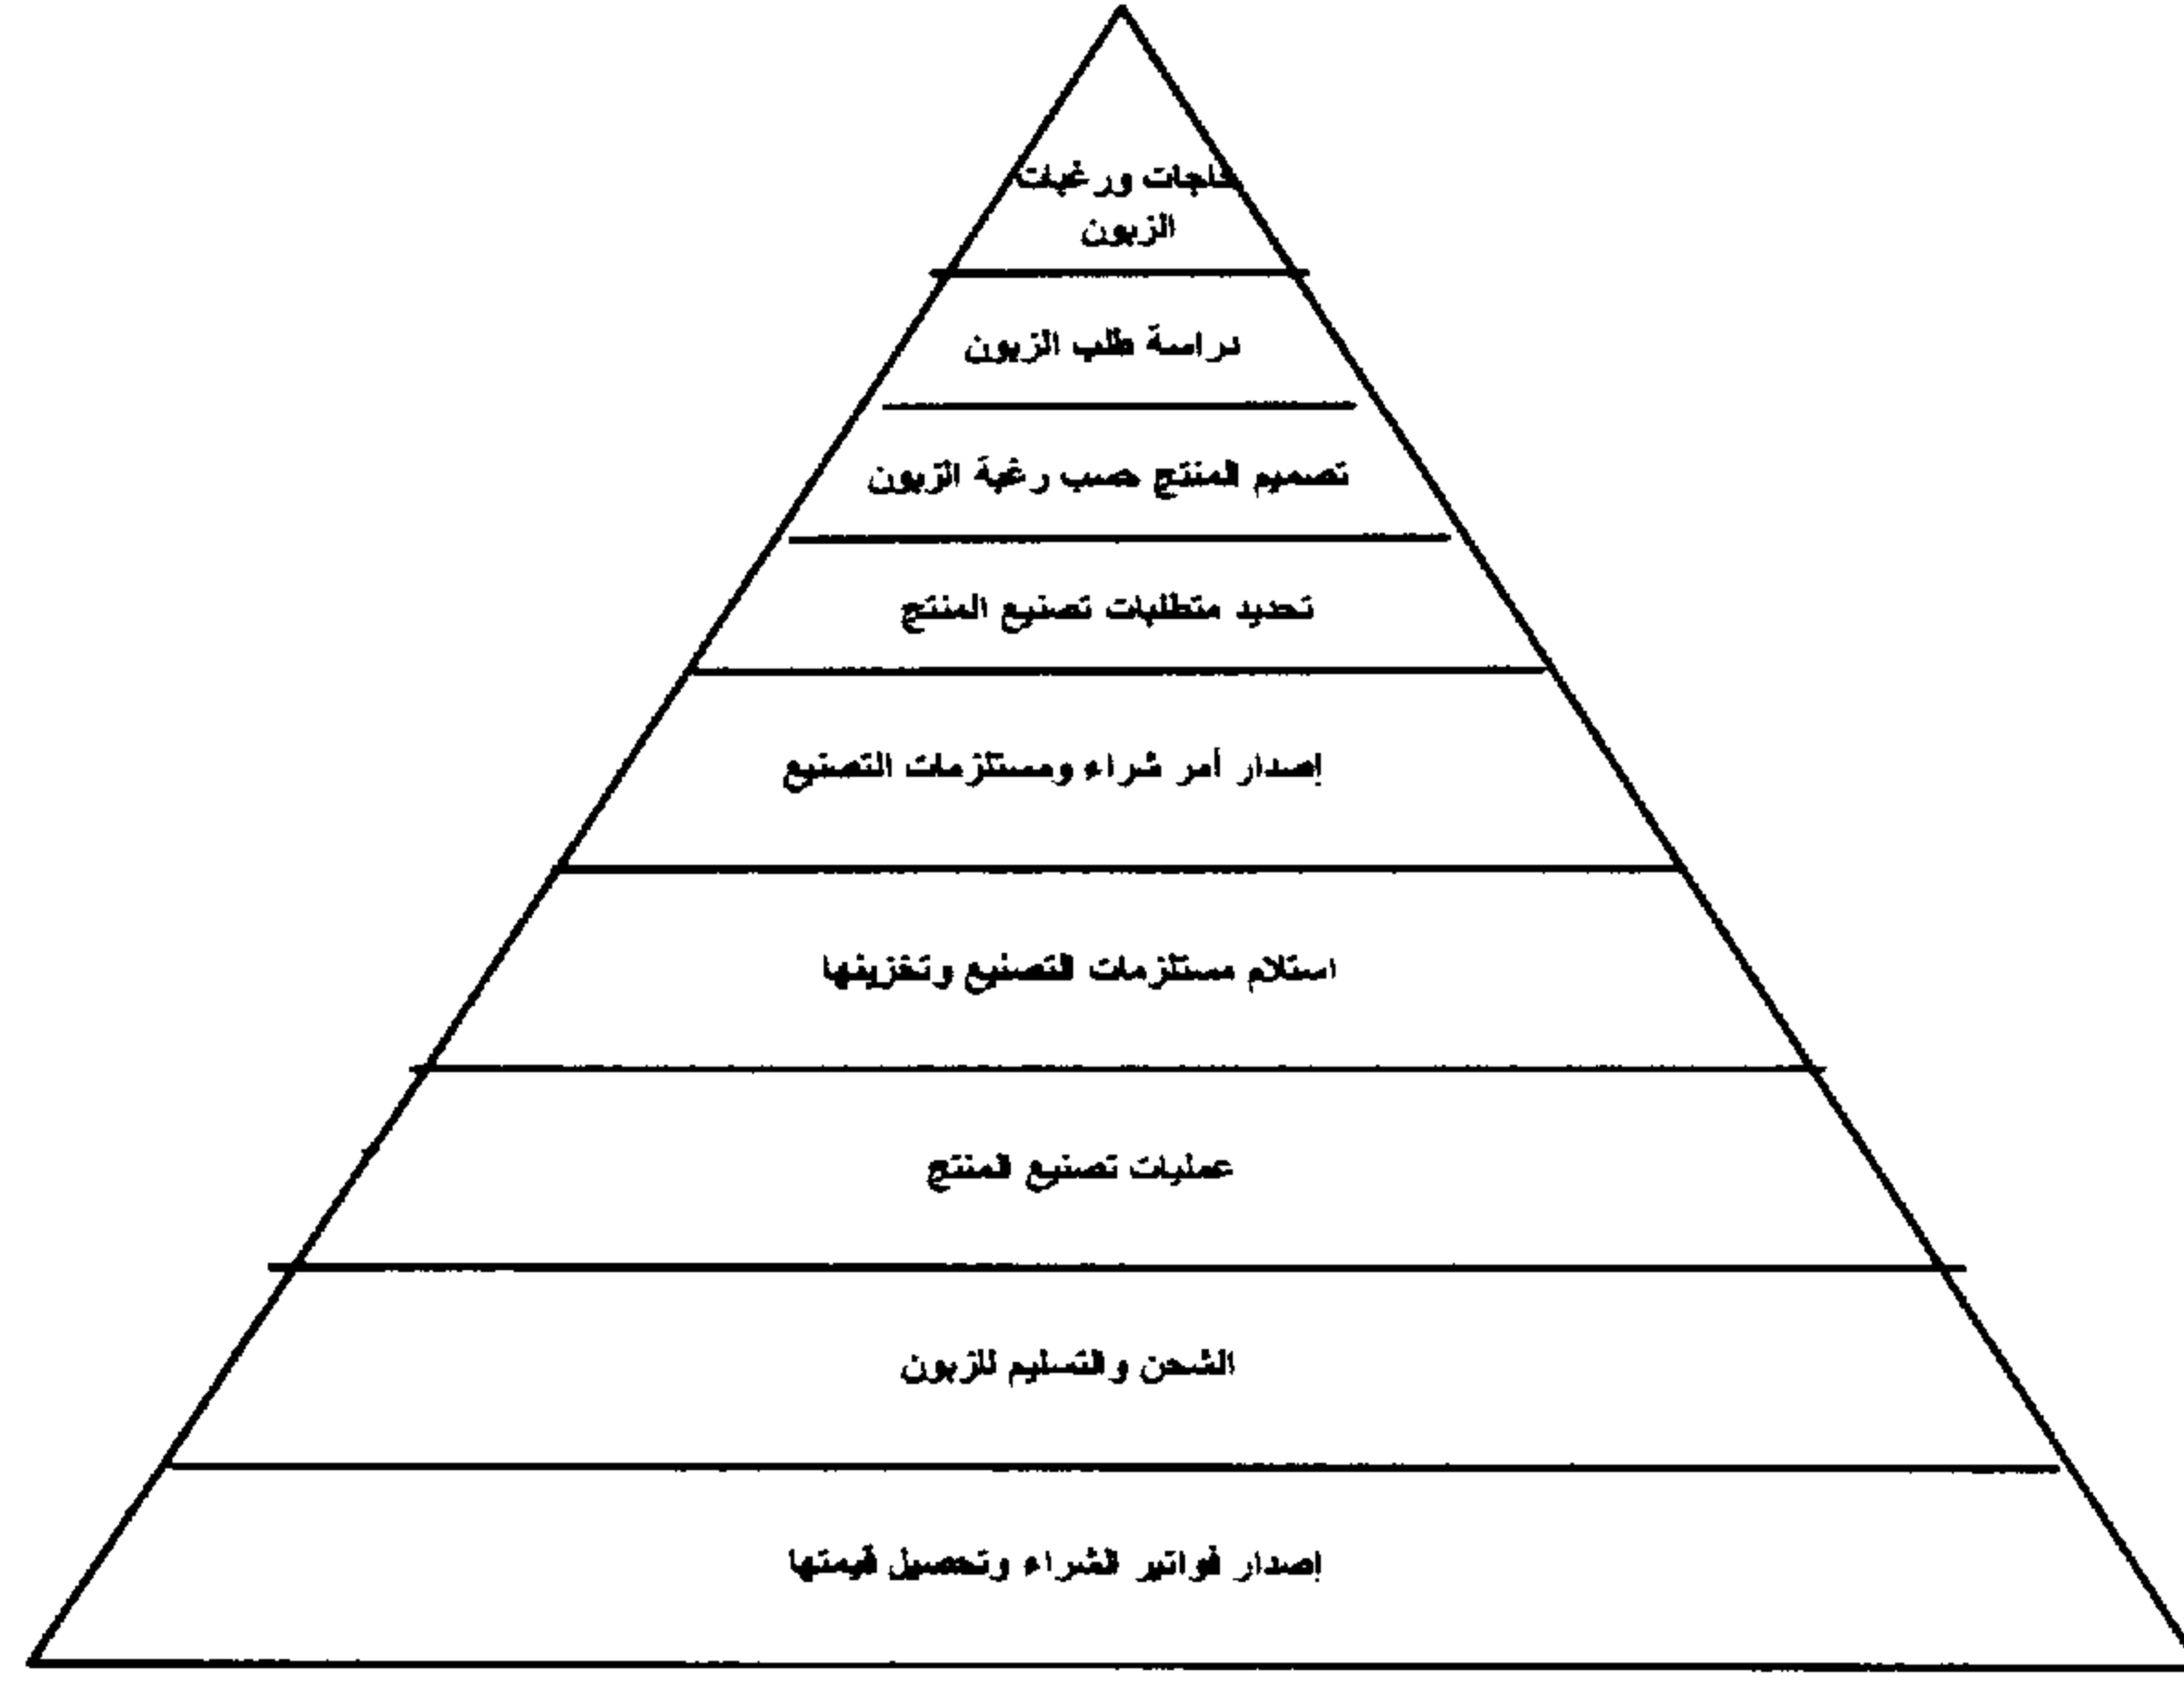 حاجات ورغبات
الزبون
دراسة طلب الزبون
تصميم المنتج حسب رغبة الزبون
تحديد متطلبات تصنيع المنتج
إصدار أمر شراء ومستلزمات التصنيع
استلام مستلزمات التصنيع وتخزينها
عمليات تصنيع المنتج
الشحن والتسليم للزبون
إصدار فواتير الشراء وتحصيل قيمتها